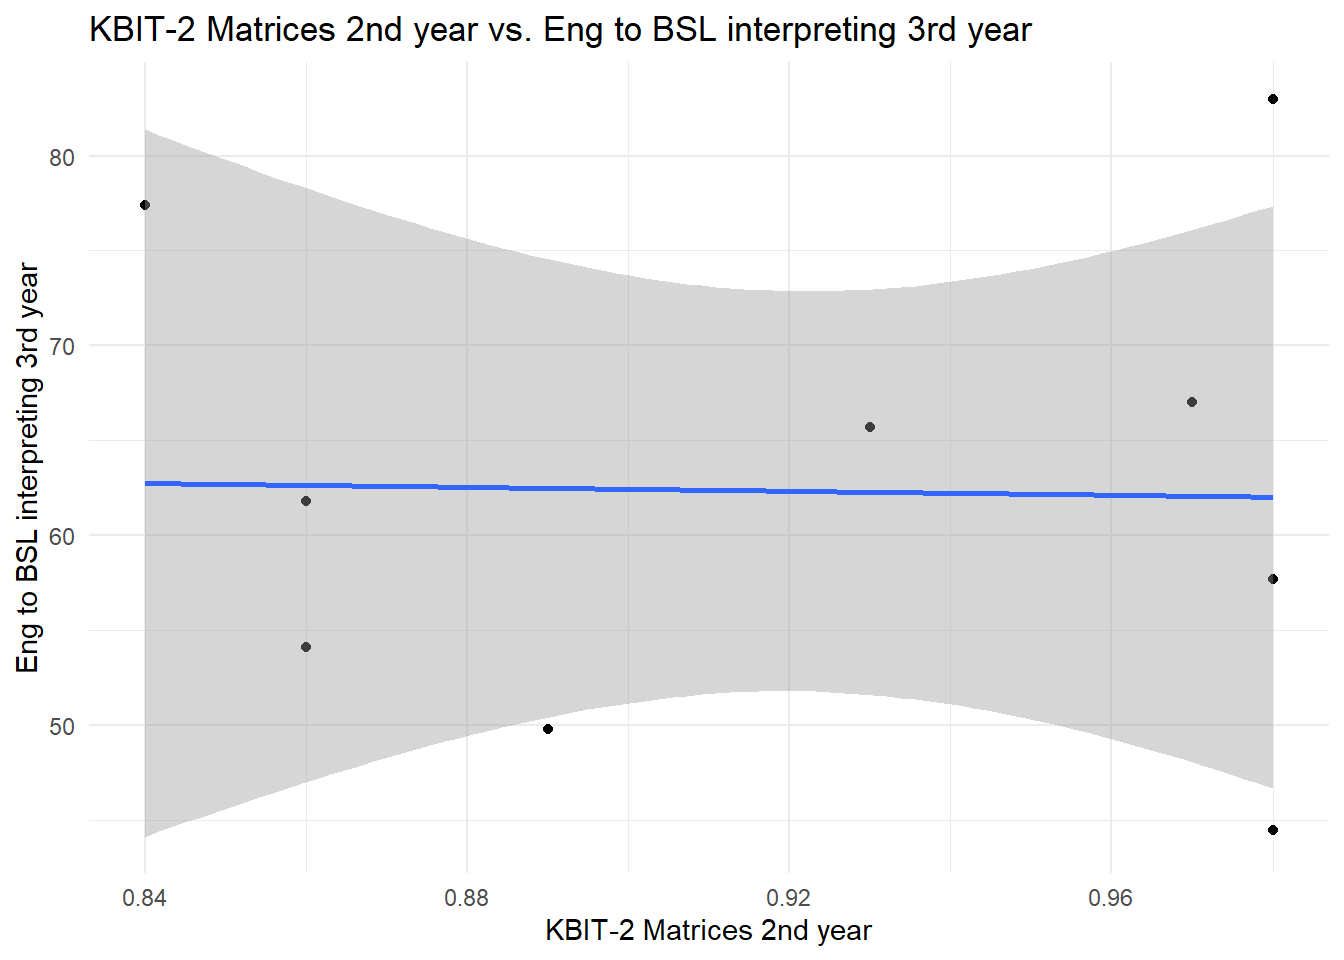 KBIT-2 Matrices 2nd year vs. Eng to BSL interpreting 3rd year
Eng to BSL interpreting 3rd year
80
70
60
50
0.84
0.88
0.92
0.96
KBIT-2 Matrices 2nd year